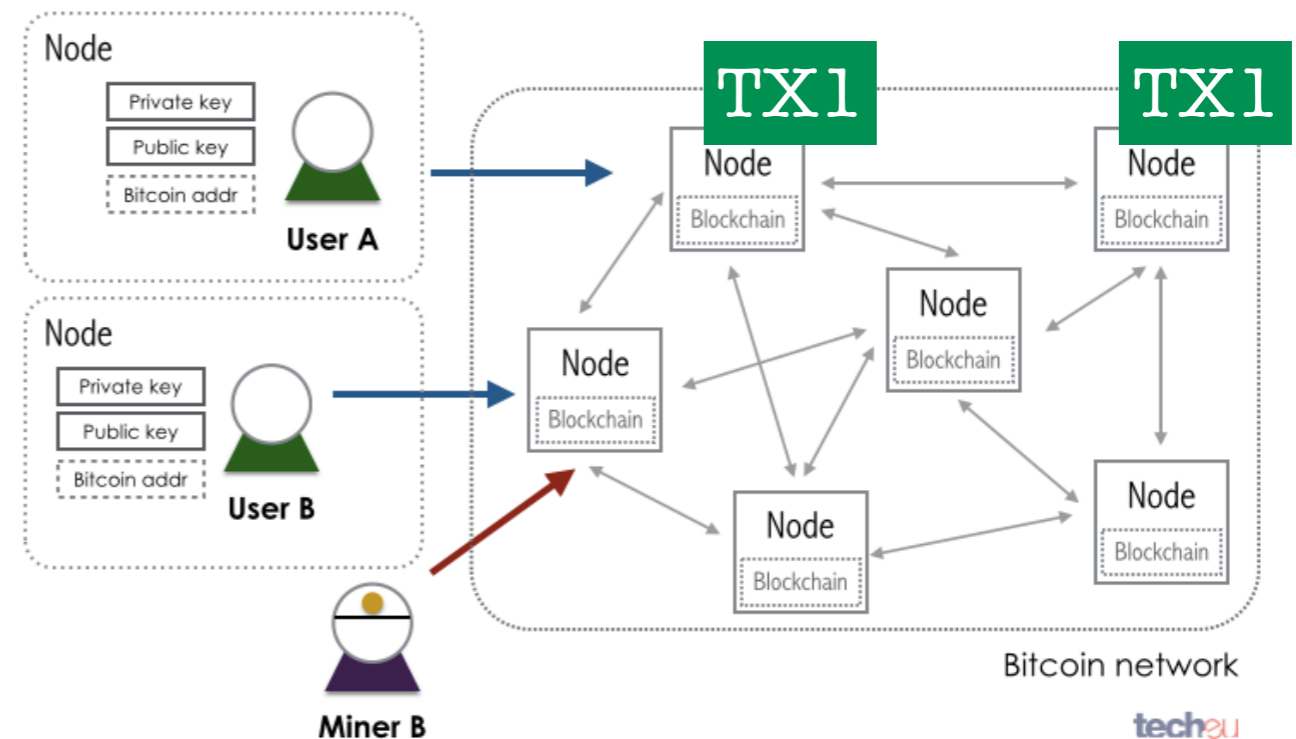 Node
Private key
Public key
Bitcoin addr
User A
Node
Private key
Public key
Bitcoin addr
User B
Miner B
TX1
Node
Blockchain
TX1
Node
Blockchain
Node
Blockchain
Node
Blockchain
Node
Blockchain
Node
Blockchain
Bitcoin network
techeu